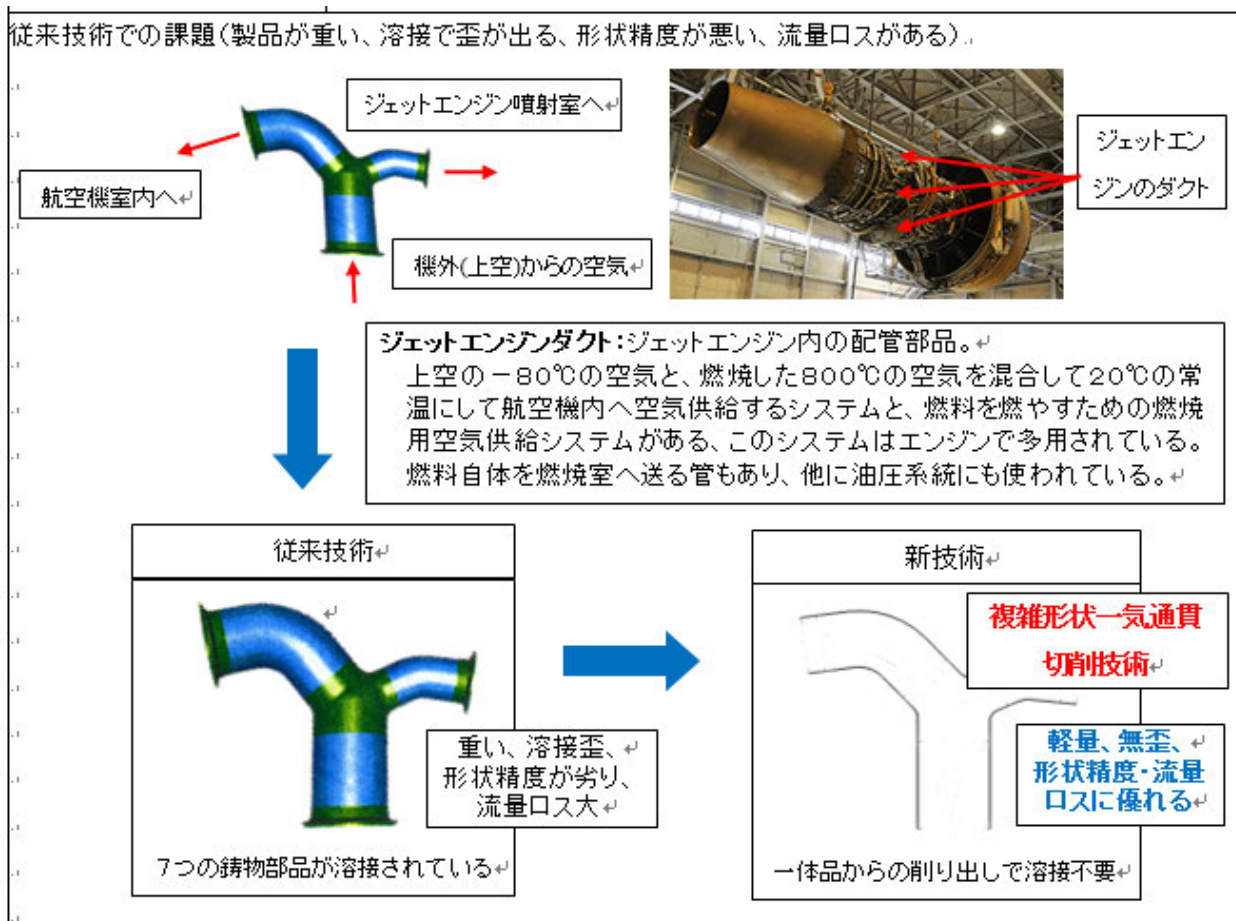 従来技術での課題(製品が重い、溶接で歪が出る、形状精度が悪い、流量ロスがある)
ジェットエンジン噴射室へ
航空機室内へ
機外(上空)からの空気
ジェットエン
ジンのダクト
ジェットエンジンダクト:ジェットエンジン内の配管部品。
上空の－80℃の空気と、燃焼した800℃の空気を混合して20℃の常
温にして航空機内へ空気供給するシステムと、燃料を燃やすための燃焼
用空気供給システムがある、このシステムはエンジンで多用されている。
燃料自体を燃焼室へ送る管もあり、他に油圧系統にも使われている。
従来技術
重い、溶接歪、
形状精度が劣り、
流量ロス大
7つの鋳物部品が溶接されている
新技術
複雑形状一気通貫
切削技術
軽量、無歪、
形状精度・流量
ロスに優れる
一体品からの削り出しで溶接不要